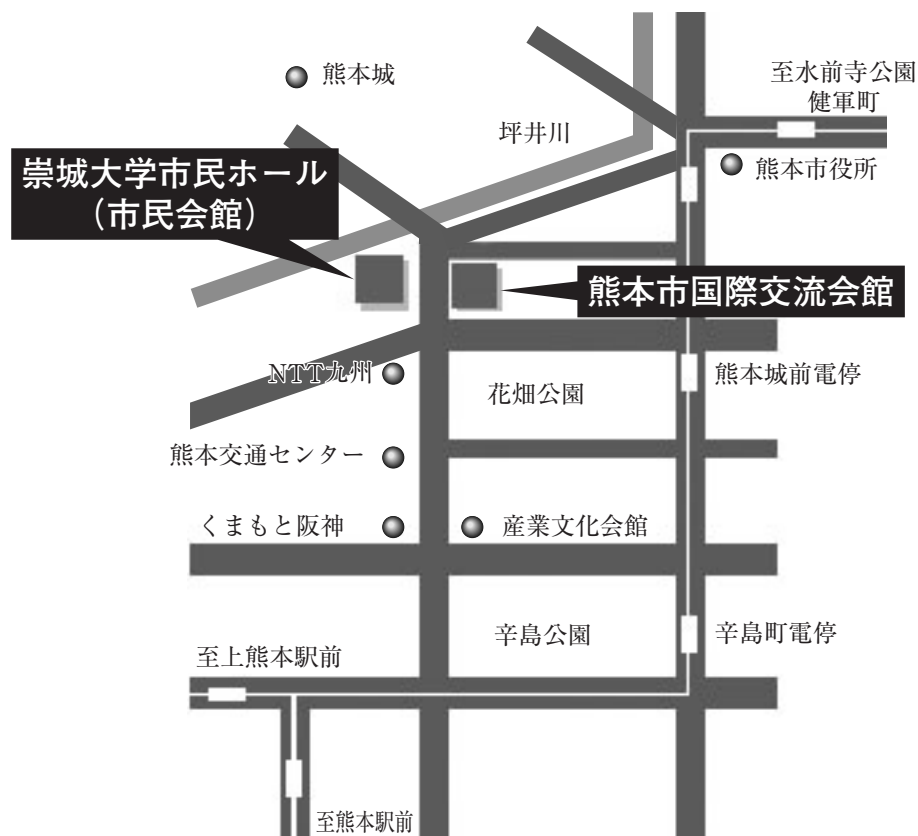 熊本城
至水前寺公園
健軍町
坪井川
熊本市役所
崇城大学市民ホール
（市民会館）
熊本市国際交流会館
NTT九州
熊本城前電停
花畑公園
熊本交通センター
くまもと阪神
産業文化会館
辛島公園
辛島町電停
至上熊本駅前
至熊本駅前